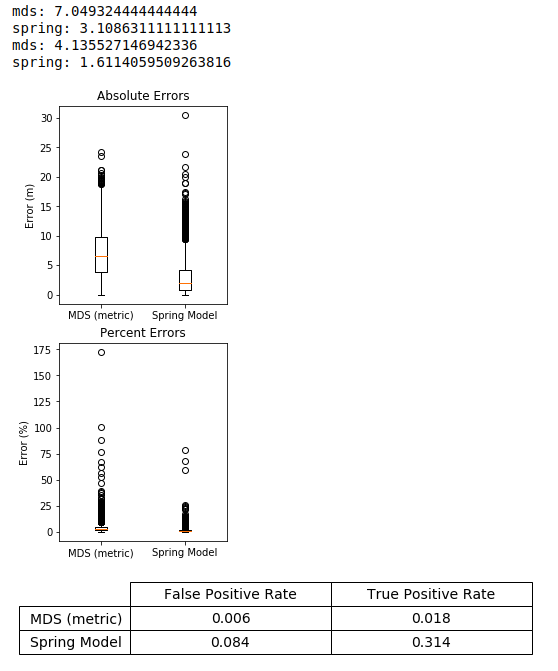 mds: 7.049324444444444
spring: 3.1086311111111113
mds: 4.135527146942336
spring: 1.6114059509263816
Absolute Errors
Error (m)
30
25
20
15
10
5
0
MDS (metric) Spring Model
Percent Errors
Error (%)
175
150
125
100
75
50
25
0
MDS (metric) Spring Model
False Positive Rate True Positive Rate
MDS (metric) 0.006 0.018
Spring Model 0.084 0.314